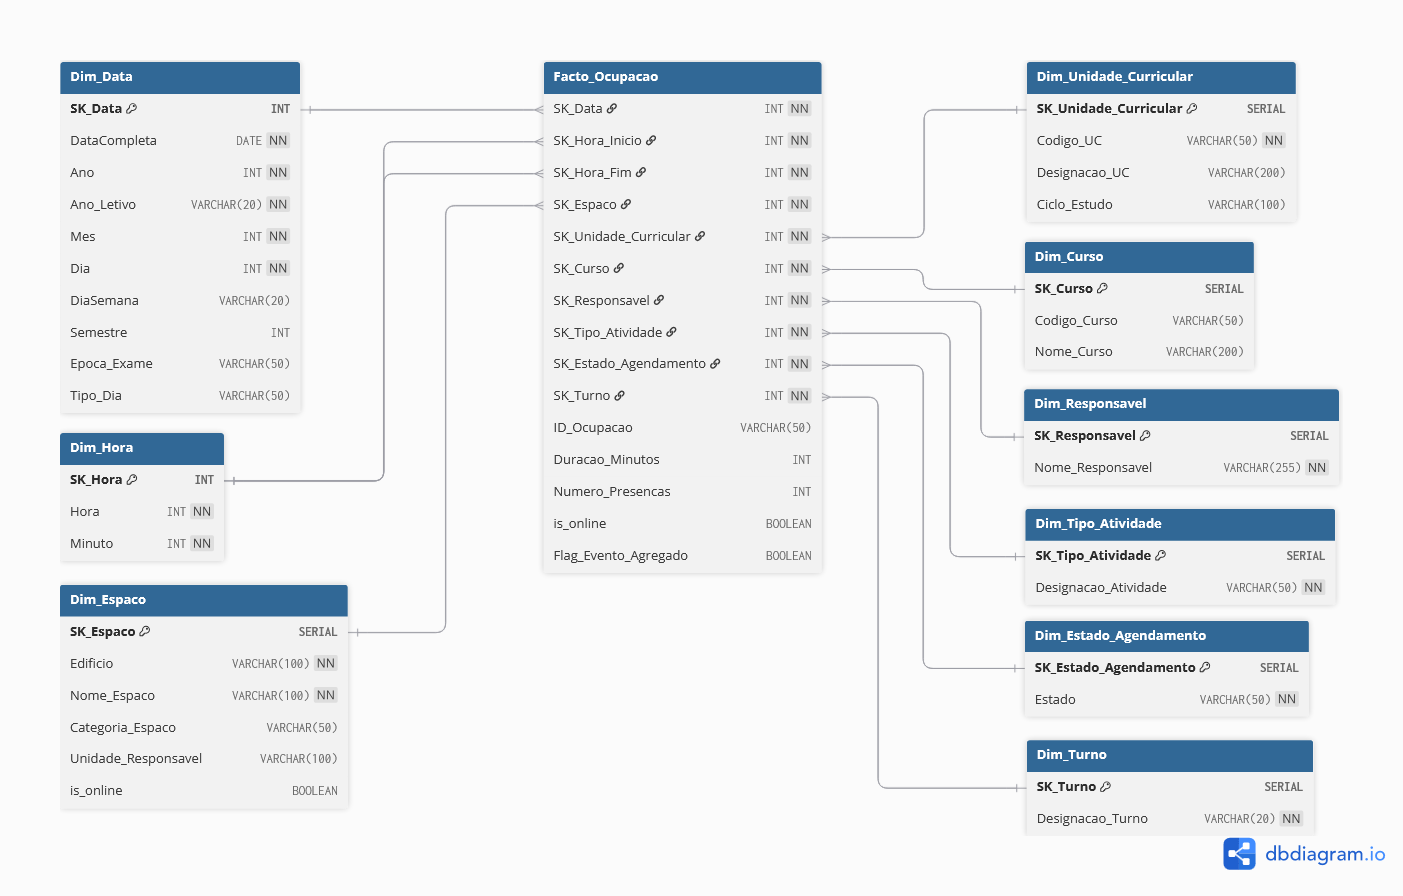 Dim_Data
SK_Data INT
DataCompleta DATE NN
Ano INT NN
Ano_Letivo VARCHAR(20) NN
Mes INT NN
Dia INT NN
DiaSemana VARCHAR(20)
Semestre INT
Epoca_Exame VARCHAR(50)
Tipo_Dia VARCHAR(50)
Dim_Hora
SK_Hora INT
Hora INT NN
Minuto INT NN
Dim_Espaco
SK_Espaco SERIAL
Edificio VARCHAR(100) NN
Nome_Espaco VARCHAR(100) NN
Categoria_Espaco VARCHAR(50)
Unidade_Responsavel VARCHAR(100)
is_online BOOLEAN
Facto_Ocupacao
SK_Data INT NN
SK_Hora_Inicio INT NN
SK_Hora_Fim INT NN
SK_Espaco INT NN
SK_Unidade_Curricular INT NN
SK_Curso INT NN
SK_Responsavel INT NN
SK_Tipo_Atividade INT NN
SK_Estado_Agendamento INT NN
SK_Turno INT NN
ID_Ocupacao VARCHAR(50)
Duracao_Minutos INT
Numero_Presencas INT
is_online BOOLEAN
Flag_Evento_Agregado BOOLEAN
Dim_Unidade_Curricular
SK_Unidade_Curricular SERIAL
Codigo_UC VARCHAR(50) NN
Designacao_UC VARCHAR(200)
Ciclo_Estudo VARCHAR(100)
Dim_Curso
SK_Curso SERIAL
Codigo_Curso VARCHAR(50)
Nome_Curso VARCHAR(200)
Dim_Responsavel
SK_Responsavel SERIAL
Nome_Responsavel VARCHAR(255) NN
Dim_Tipo_Atividade
SK_Tipo_Atividade SERIAL
Designacao_Atividade VARCHAR(50) NN
Dim_Estado_Agendamento
SK_Estado_Agendamento SERIAL
Estado VARCHAR(50) NN
Dim_Turno
SK_Turno SERIAL
Designacao_Turno VARCHAR(20) NN
dbdiagram.io